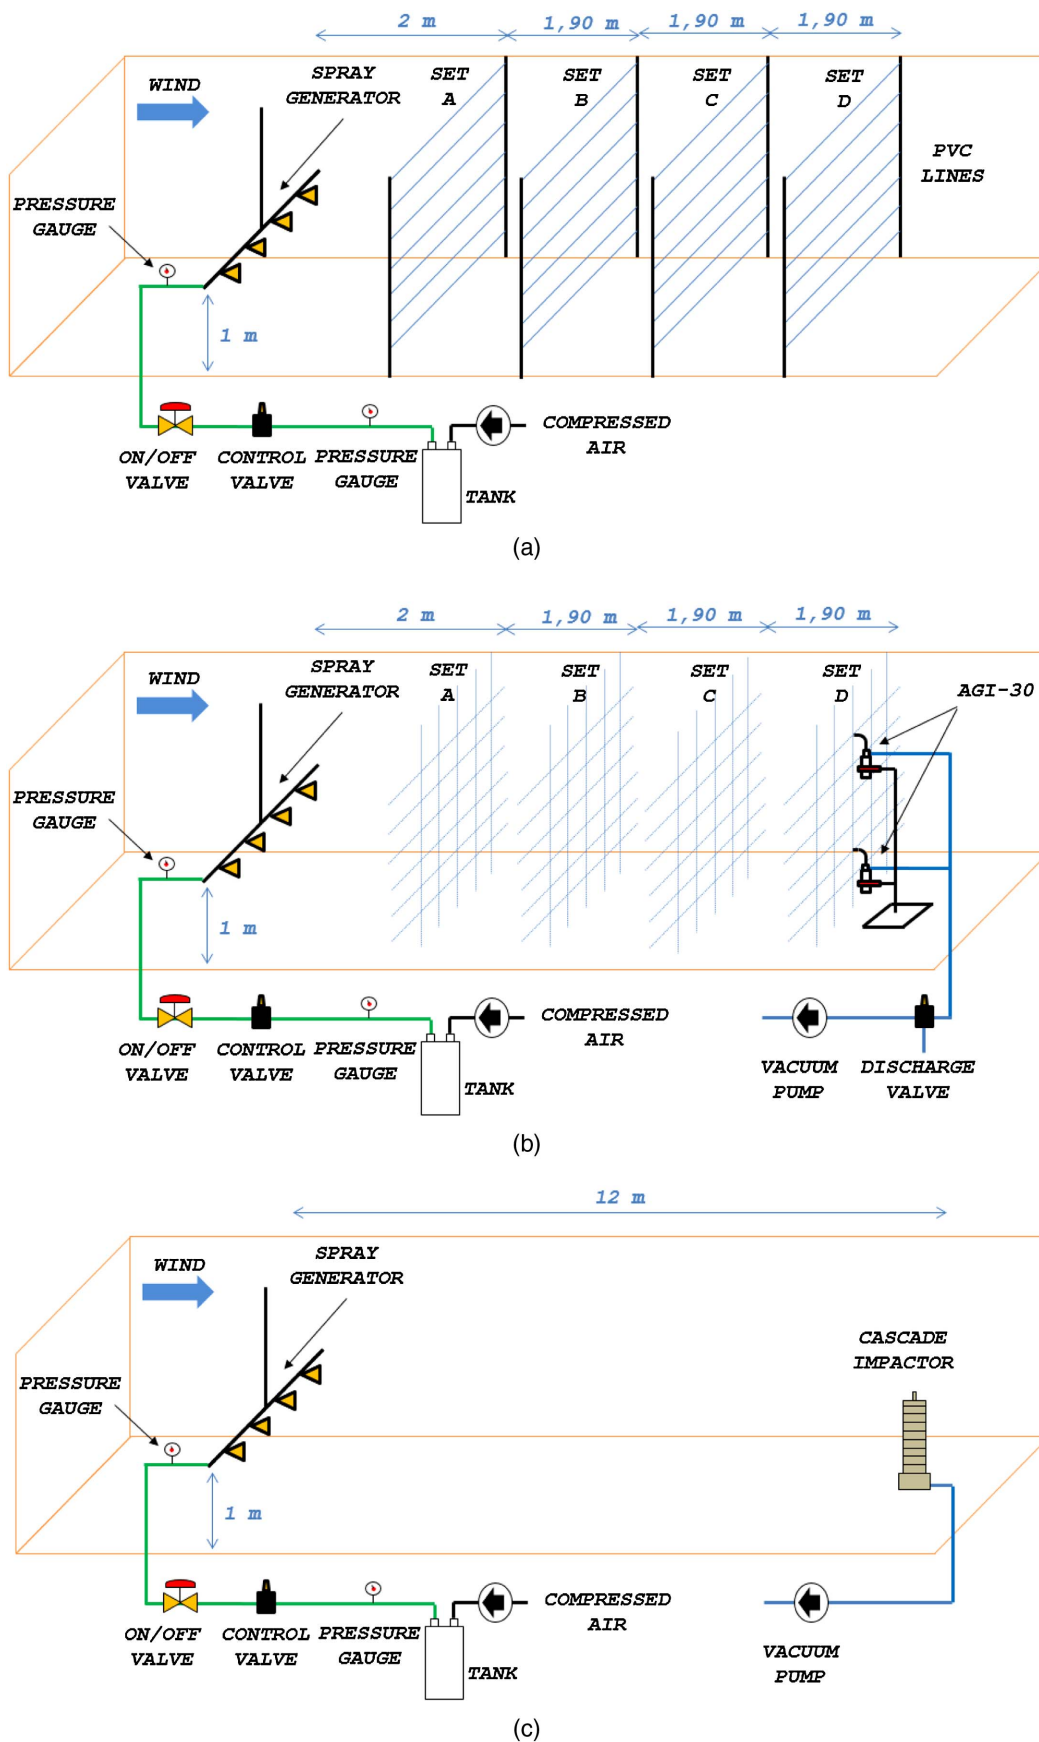 2 m
1,90 m
1,90 m
1,90 m
WIND
SPRAY
GENERATOR
SET
A
SET
B
SET
C
SET
D
PVC
LINES
PRESSURE
GAUGE
1 m
ON/OFF
VALVE
CONTROL
VALVE
PRESSURE
GAUGE
TANK
COMPRESSED
AIR
(a)
2 m
1,90 m
1,90 m
1,90 m
WIND
SPRAY
GENERATOR
SET
A
SET
B
SET
C
SET
D
AGI-30
PRESSURE
GAUGE
1 m
ON/OFF
VALVE
CONTROL
VALVE
PRESSURE
GAUGE
TANK
COMPRESSED
AIR
VACUUM
PUMP
DISCHARGE
VALVE
(b)
12 m
WIND
SPRAY
GENERATOR
CASCADE
IMPACTOR
PRESSURE
GAUGE
1 m
ON/OFF
VALVE
CONTROL
VALVE
PRESSURE
GAUGE
TANK
COMPRESSED
AIR
VACUUM
PUMP
(c)